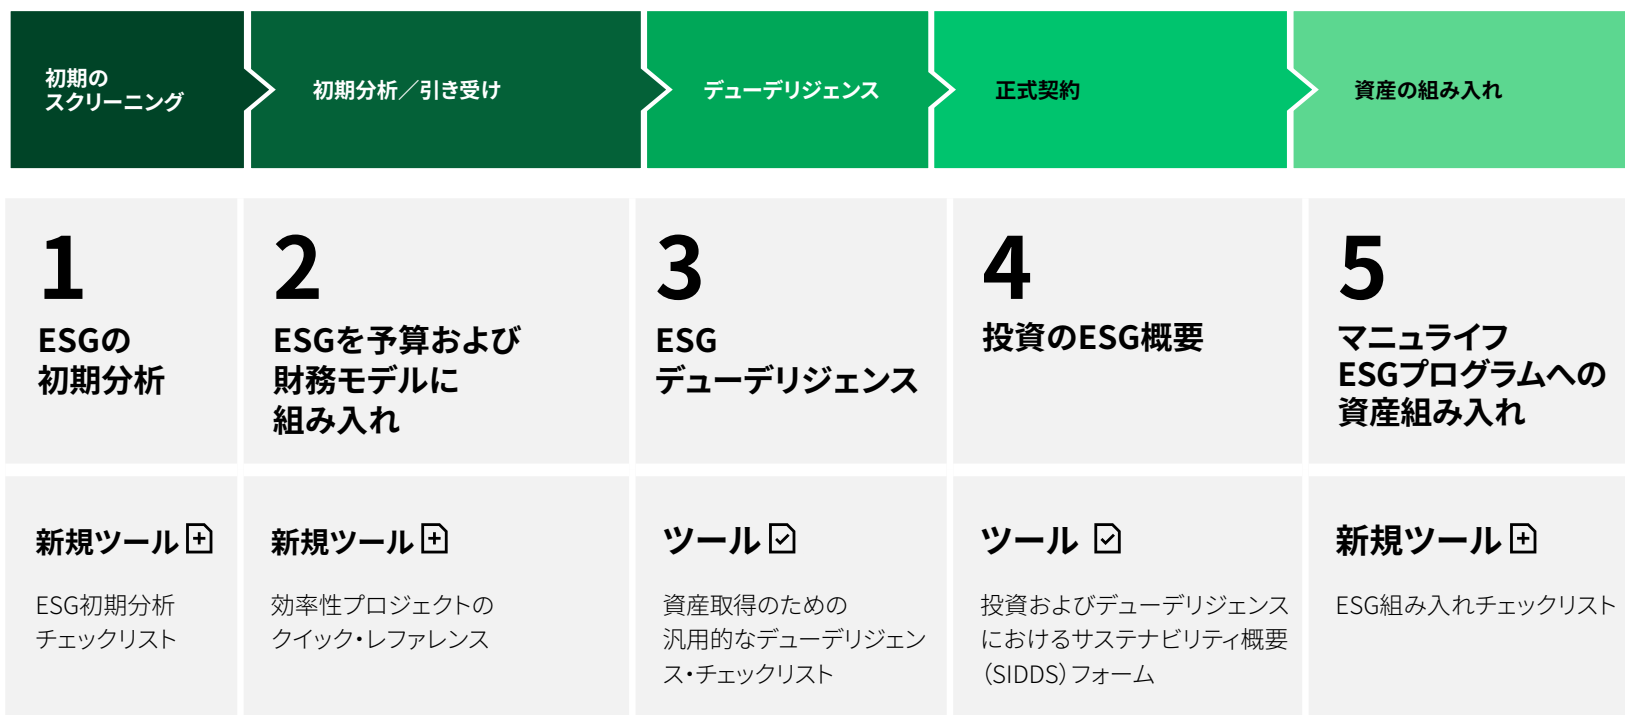 初期の
スクリーニング
初期分析／引き受け
デューデリジェンス
正式契約
資産の組み入れ
1
ESGの
初期分析
2
ESGを予算および
財務モデルに
組み入れ
3
ESG
デューデリジェンス
4
投資のESG概要
5
マニュライフ
ESGプログラムへの
資産組み入れ
新規ツール
ESG初期分析
チェックリスト
新規ツール
効率性プロジェクトの
クイック・レファレンス
ツール
資産取得のための
汎用的なデューデリジェン
ス・チェックリスト
ツール
投資およびデューデリジェンス
におけるサステナビリティ概要
（SIDDS）フォーム
新規ツール
ESG組み入れチェックリスト